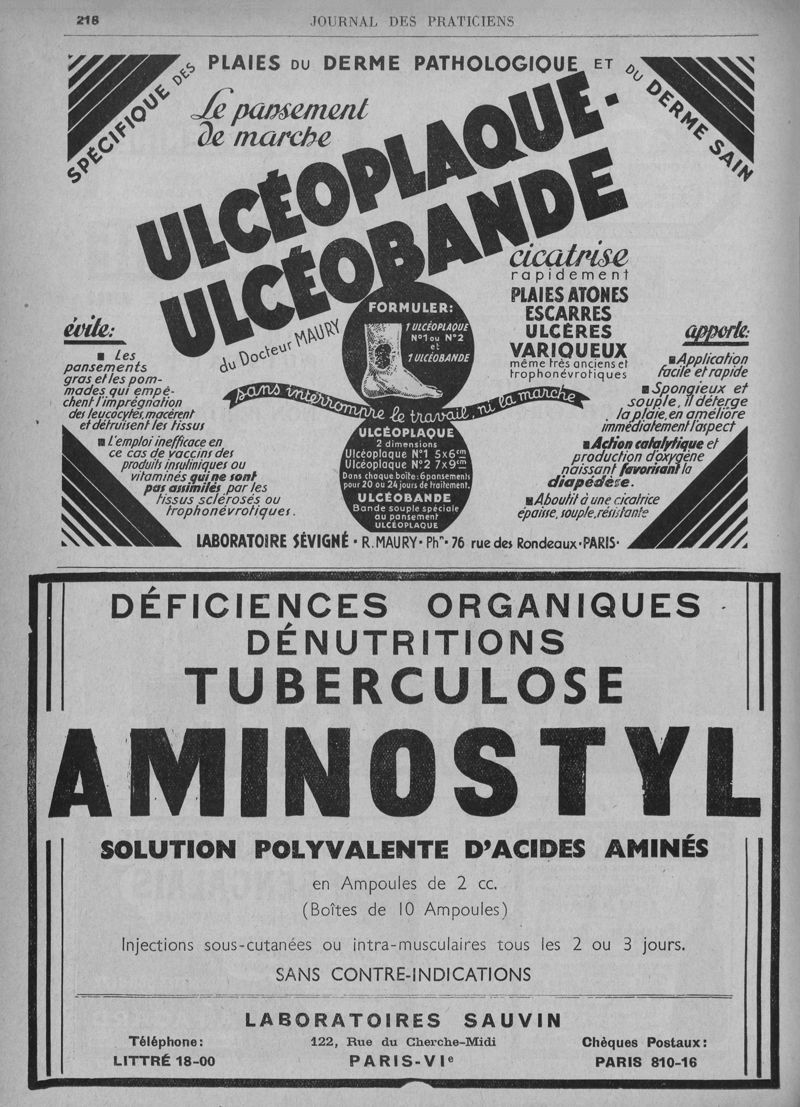 218
JOURNAL DES PRATICIENS
SPÉCIFIQUE DES PLAIES DU DERME PATHOLOGIQUE ET DU DERME SAIN
Le pansement
de marche
ULCÉOPLAQUE-
ULCÉOBANDE
du Docteur MAURY
cicatrise
rapidement
PLAIES ATONES
ESCARRES
ULCÈRES
VARIQUEUX
même très anciens et
trophonévrotiques
FORMULER:
1 ULCÉOPLAQUE
Nº1 ou Nº2
et
1 ULCÉOBANDE
évite:
■ Les
pansements
gras et les pom-
mades qui empê-
chent l'imprégnation
des leucocytes, macèrent
et détruisent les tissus
■ L'emploi inefficace en
ce cas de vaccins des
produits insuliniques ou
vitaminés qui ne sont
pas assimilés par les
tissus sclérosés ou
trophonévrotiques.
sans interrompre le travail, ni la marche
apporte:
■ Application
facile et rapide
■ Spongieux et
souple, il déterge
la plaie, en améliore
immédiatement l'aspect
■ Action catalytique et
production d'oxygène
naissant favorisant la
diapédèse.
■ Aboutit à une cicatrice
épaisse, souple, résistante
ULCÉOPLAQUE
2 dimensions
Ulcéoplaque Nº1 5x6cm
Ulcéoplaque Nº2 7x9cm
Dans chaque boîte: 6 pansements
pour 20 ou 24 jours de traitement.
ULCÉOBANDE
Bande souple spéciale
au pansement
ULCÉOPLAQUE
LABORATOIRE SÉVIGNÉ · R. MAURY · Phⁿ · 76 rue des Rondeaux · PARIS ·
DÉFICIENCES ORGANIQUES
DÉNUTRITIONS
TUBERCULOSE
AMINOSTYL
SOLUTION POLYVALENTE D'ACIDES AMINÉS
en Ampoules de 2 cc.
(Boîtes de 10 Ampoules)
Injections sous-cutanées ou intra-musculaires tous les 2 ou 3 jours.
SANS CONTRE-INDICATIONS
LABORATOIRES SAUVIN
Téléphone: 122, Rue du Cherche-Midi Chèques Postaux:
LITTRÉ 18-00 PARIS-VIᵉ PARIS 810-16